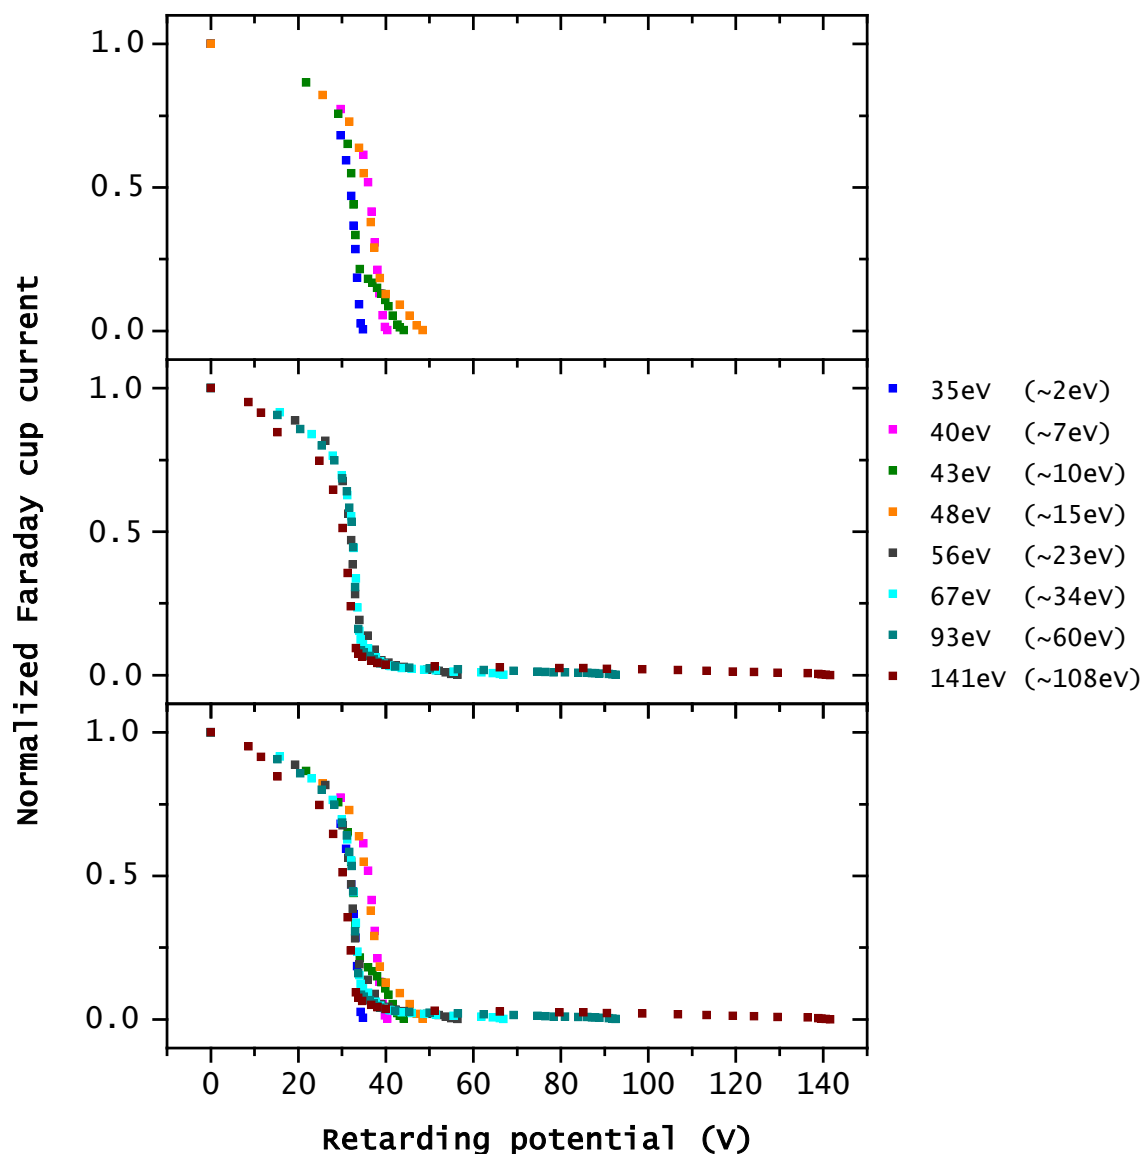 1.0
0.5
0.0
1.0
0.5
0.0
1.0
0.5
0.0
0 20 40 60 80 100 120 140
Retarding potential (V)
Normalized Faraday cup current
35eV (~2eV)
40eV (~7eV)
43eV (~10eV)
48eV (~15eV)
56eV (~23eV)
67eV (~34eV)
93eV (~60eV)
141eV (~108eV)